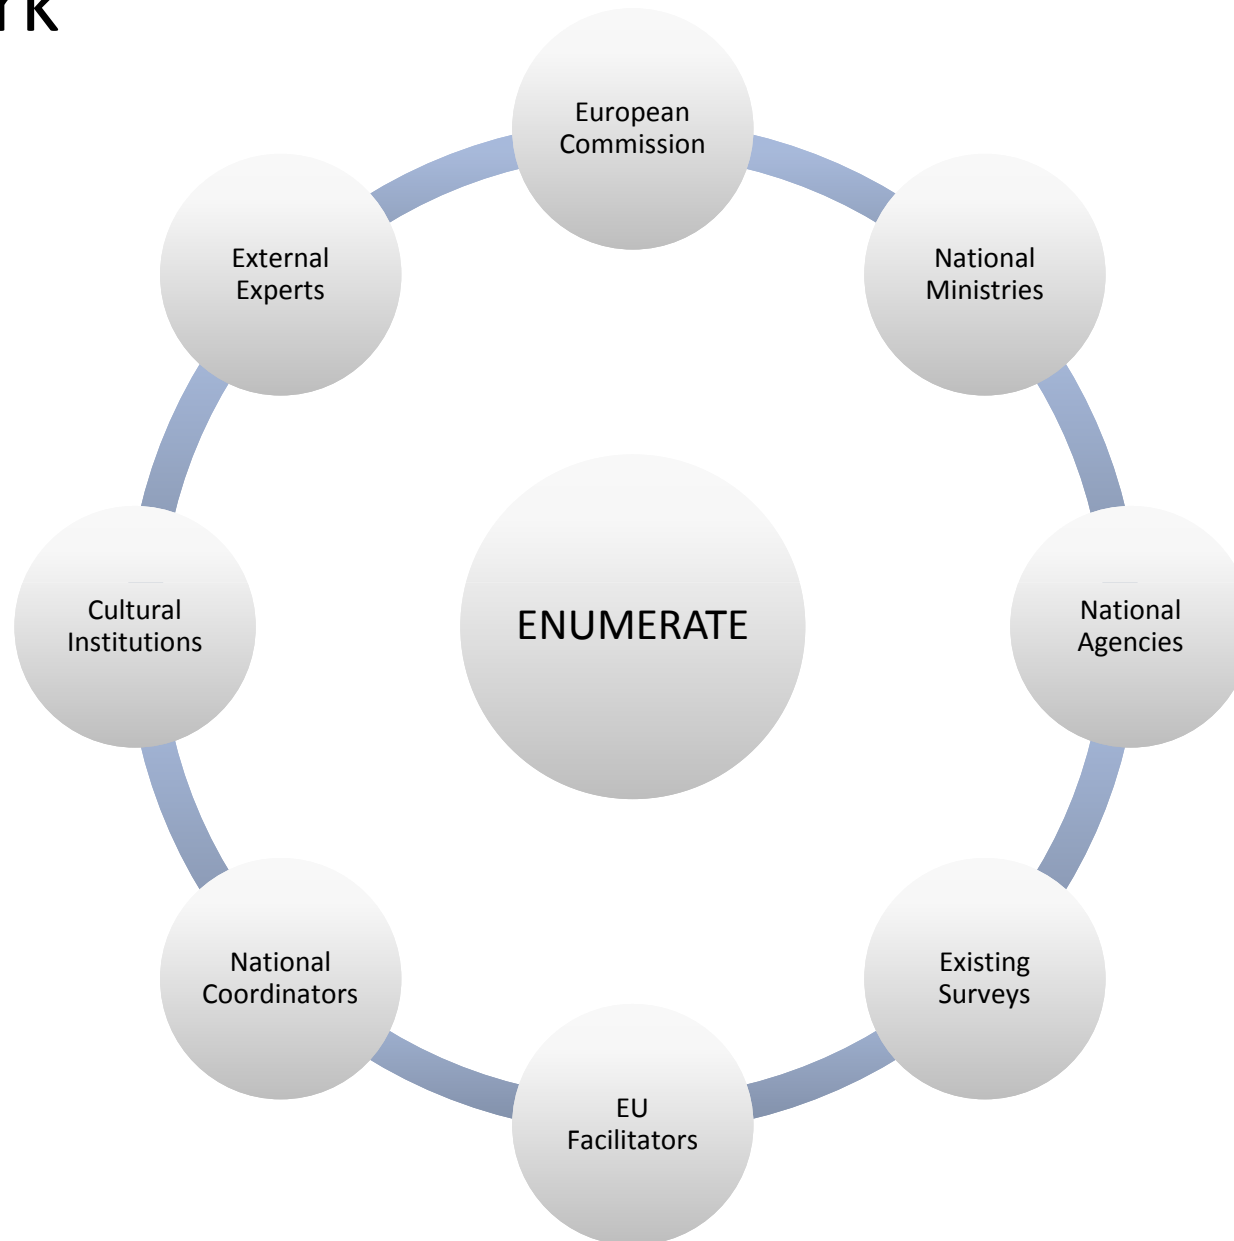 European
Commission
External
Experts
National
Ministries
Cultural
Institutions
ENUMERATE
National
Agencies
National
Coordinators
Existing
Surveys
EU
Facilitators